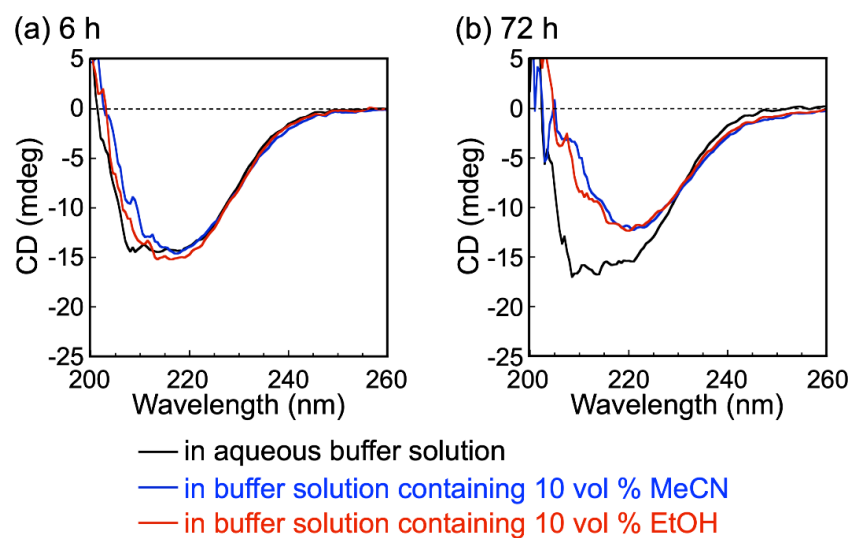 (a) 6 h
(b) 72 h
5
0
-5
-10
-15
-20
-25
CD (mdeg)
200 220 240 260
Wavelength (nm)
5
0
-5
-10
-15
-20
-25
CD (mdeg)
200 220 240 260
Wavelength (nm)
in aqueous buffer solution
in buffer solution containing 10 vol % MeCN
in buffer solution containing 10 vol % EtOH